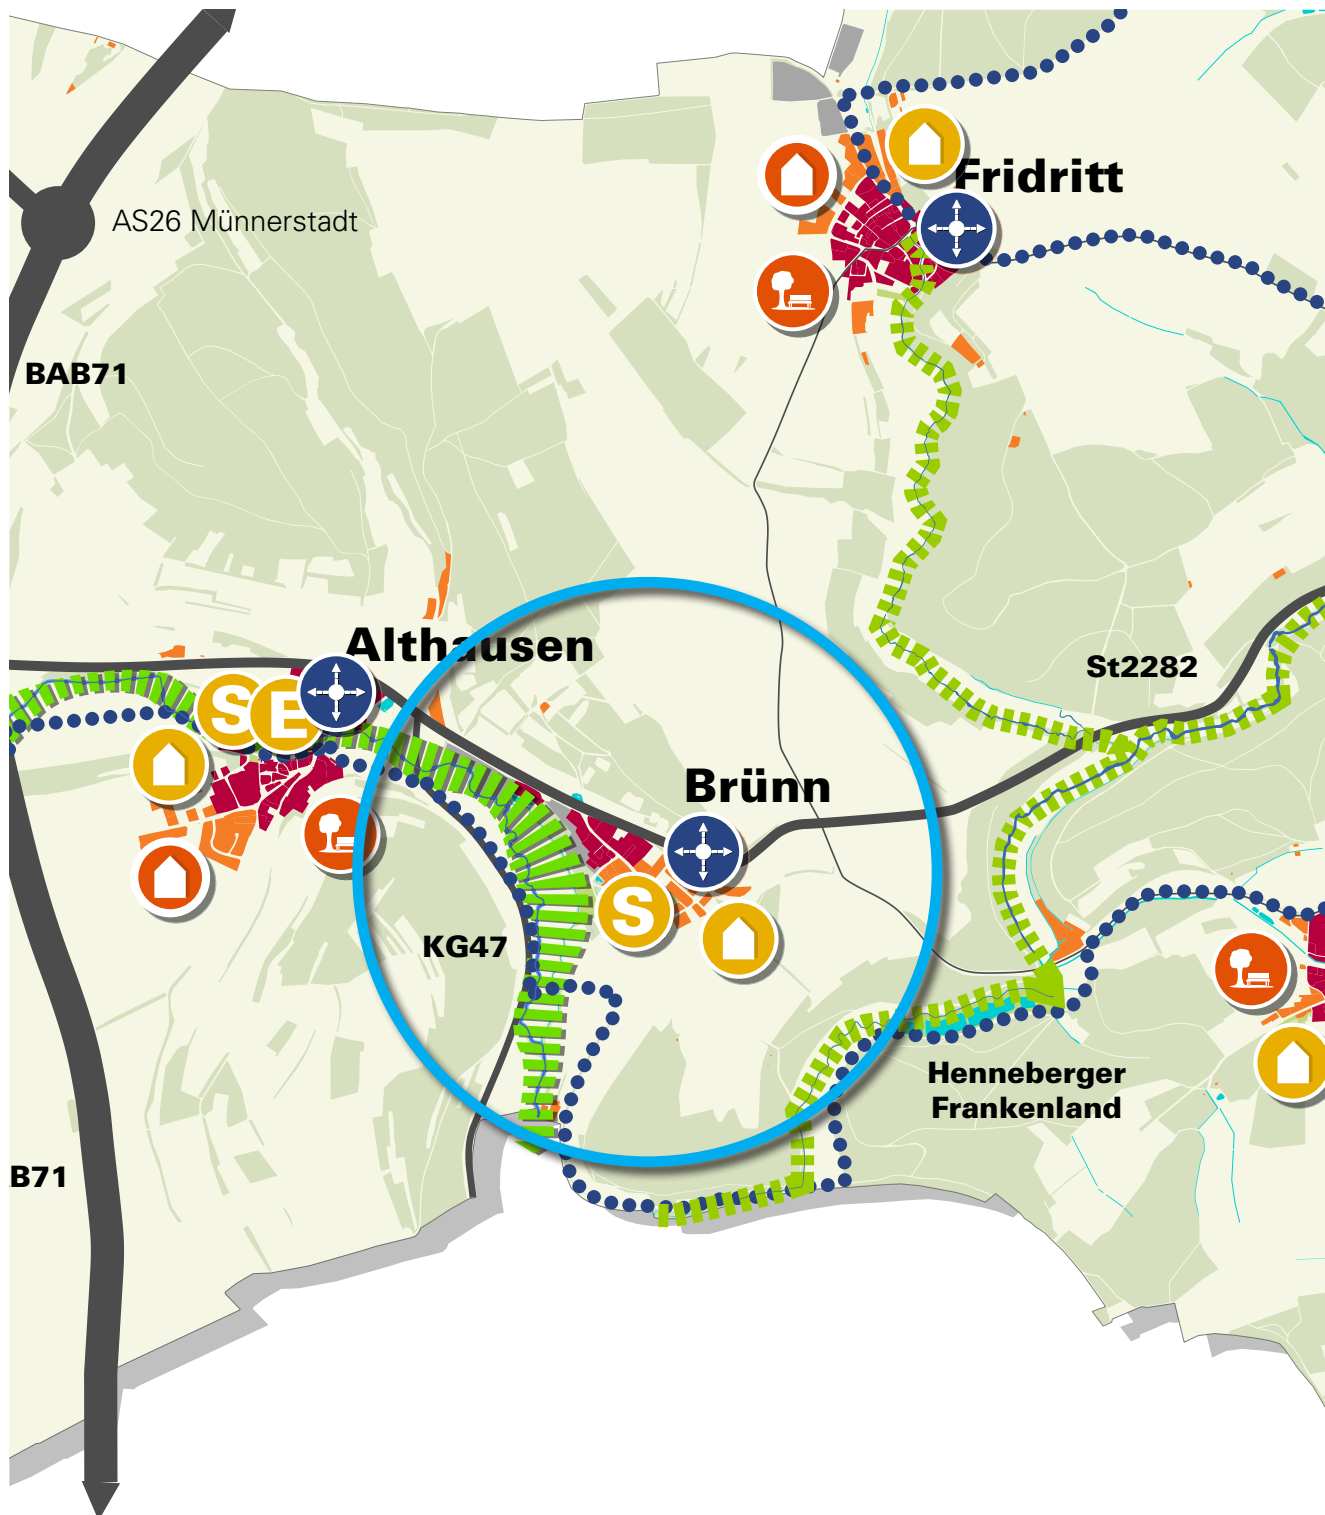 Fridritt
AS26 Münnerstadt
BAB71
Althausen
St2282
S
E
Brünn
S
KG47
Henneberger
Frankenland
B71